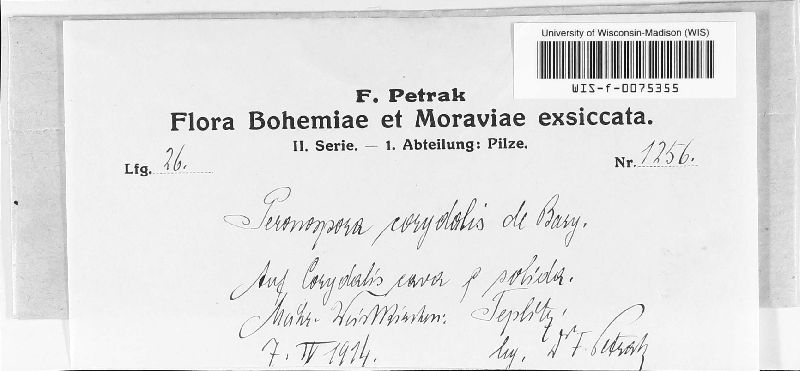 University of Wisconsin-Madison (WIS)
WIS-f-0075355
F. Petrak
Flora Bohemiae et Moraviae exsiccata.
II. Serie. — 1. Abteilung: Pilze.
Lfg. 26.
Nr. 1256.
Peronospora corydalis de Bary.
Auf Corydalis cava & solida.
Mähr. Weisskirchen: Teplitz.
7. IV 1914.
leg. Dr F. Petrak